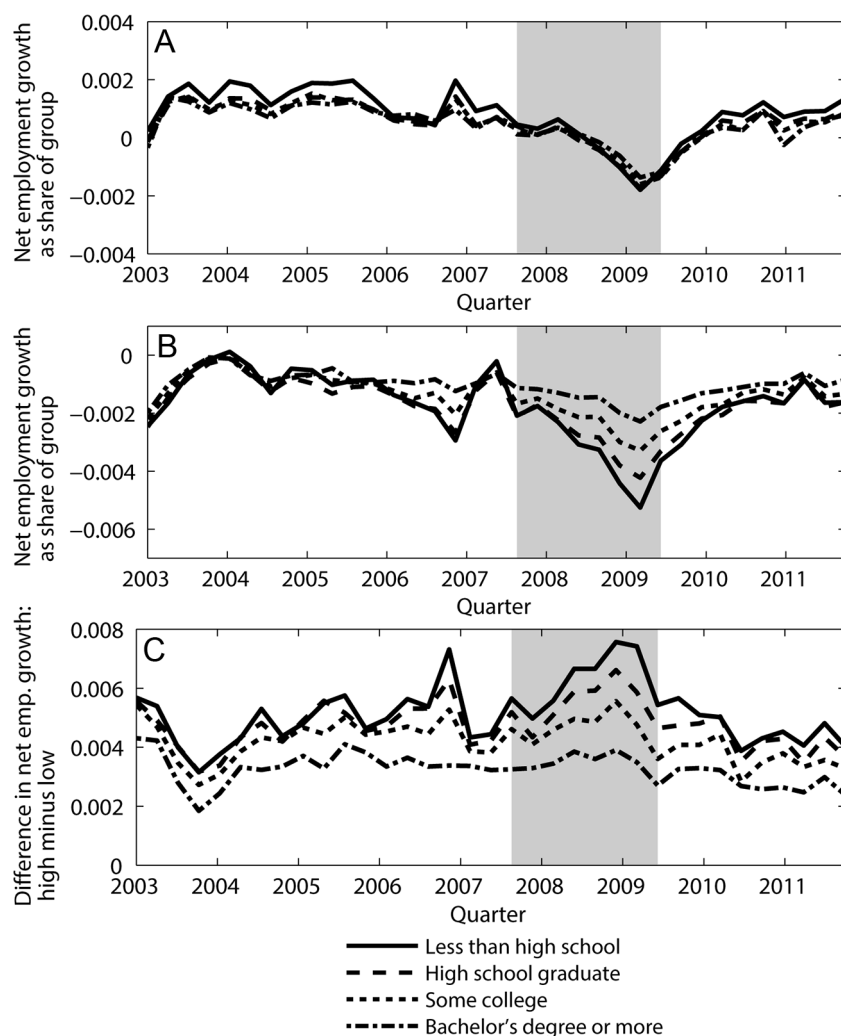 A
Net employment growth
as share of group
0.004
0.002
0
−0.002
−0.004
2003 2004 2005 2006 2007 2008 2009 2010 2011
Quarter
B
Net employment growth
as share of group
0
−0.002
−0.004
−0.006
2003 2004 2005 2006 2007 2008 2009 2010 2011
Quarter
C
Difference in net emp. growth:
high minus low
0.008
0.006
0.004
0.002
0
2003 2004 2005 2006 2007 2008 2009 2010 2011
Quarter
Less than high school
High school graduate
Some college
Bachelor’s degree or more